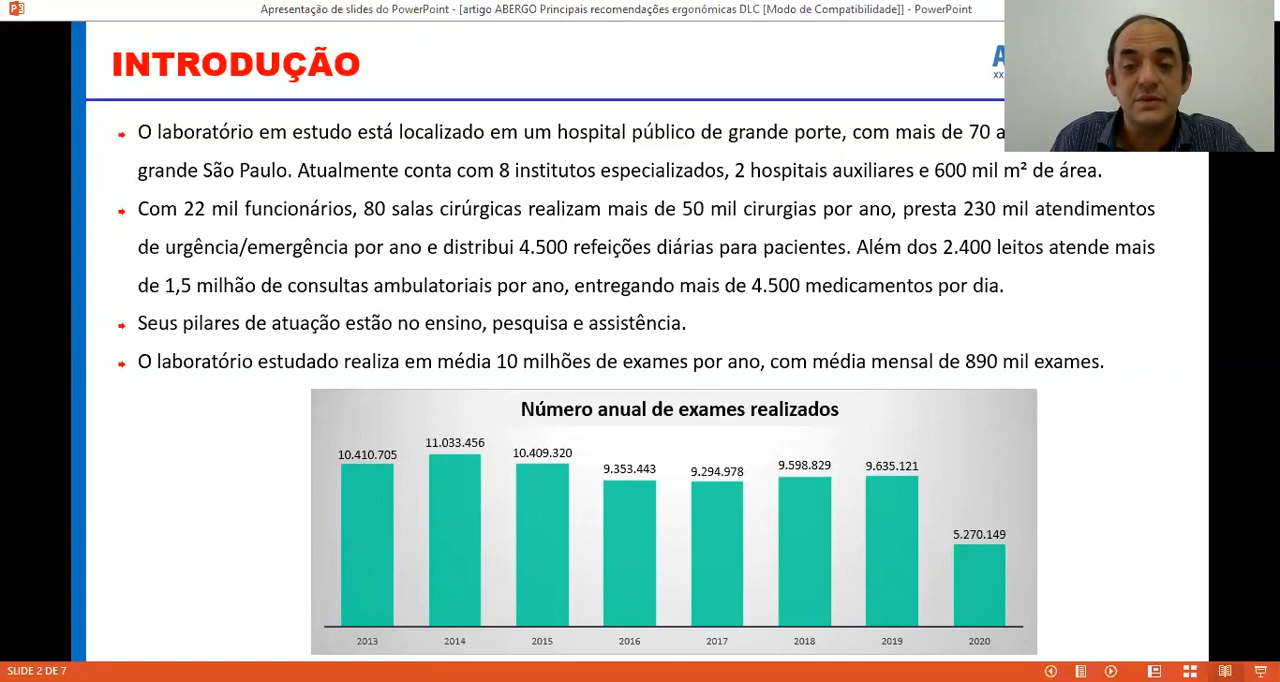 Apresentação de slides do PowerPoint - [artigo ABERGO Principais recomendações ergonómicas DLC [Modo de Compatibilidade]] - PowerPoint
INTRODUÇÃO
O laboratório em estudo está localizado em um hospital público de grande porte, com mais de 70
grande São Paulo. Atualmente conta com 8 institutos especializados, 2 hospitais auxiliares e 600 mil m² de área.
Com 22 mil funcionários, 80 salas cirúrgicas realizam mais de 50 mil cirurgias por ano, presta 230 mil atendimentos
de urgência/emergência por ano e distribui 4.500 refeições diárias para pacientes. Além dos 2.400 leitos atende mais
de 1,5 milhão de consultas ambulatoriais por ano, entregando mais de 4.500 medicamentos por dia.
Seus pilares de atuação estão no ensino, pesquisa e assistência.
O laboratório estudado realiza em média 10 milhões de exames por ano, com média mensal de 890 mil exames.
Número anual de exames realizados
10.410.705 11.033.456 10.409.320 9.353.443 9.294.978 9.598.829 9.635.121 5.270.149
2013 2014 2015 2016 2017 2018 2019 2020
SLIDE 2 DE 7